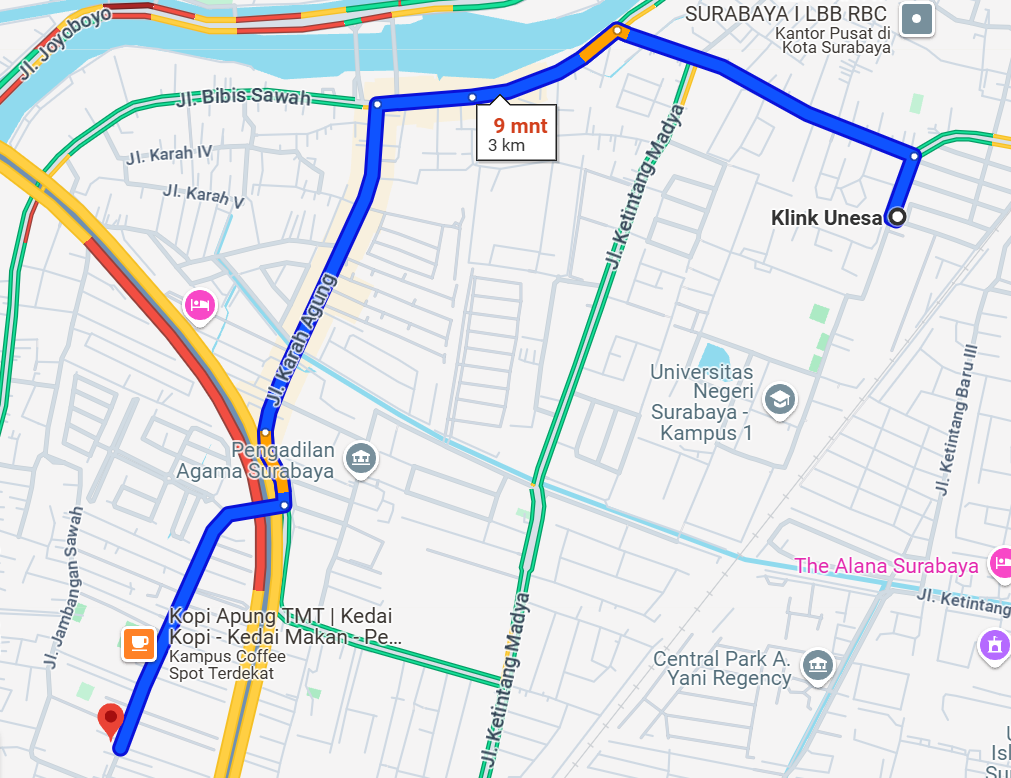 Jl. Joyoboyo
SURABAYA I LBB RBC
Kantor Pusat di
Kota Surabaya
Jl. Bibis Sawah
9 mnt
3 km
Jl. Karah IV
Jl. Karah V
Jl. Ketintang Madya
Klink Unesa
Jl. Karah Agung
Universitas
Negeri
Surabaya -
Kampus 1
Jl. Ketintang Baru III
Pengadilan
Agama Surabaya
Jl. Jambangan Sawah
The Alana Surabaya
Jl. Ketintang
Kopi Apung TMT | Kedai
Kopi - Kedai Makan - Pe...
Kampus Coffee
Spot Terdekat
Jl. Ketintang Madya
Central Park A.
Yani Regency
U
Isl
Su